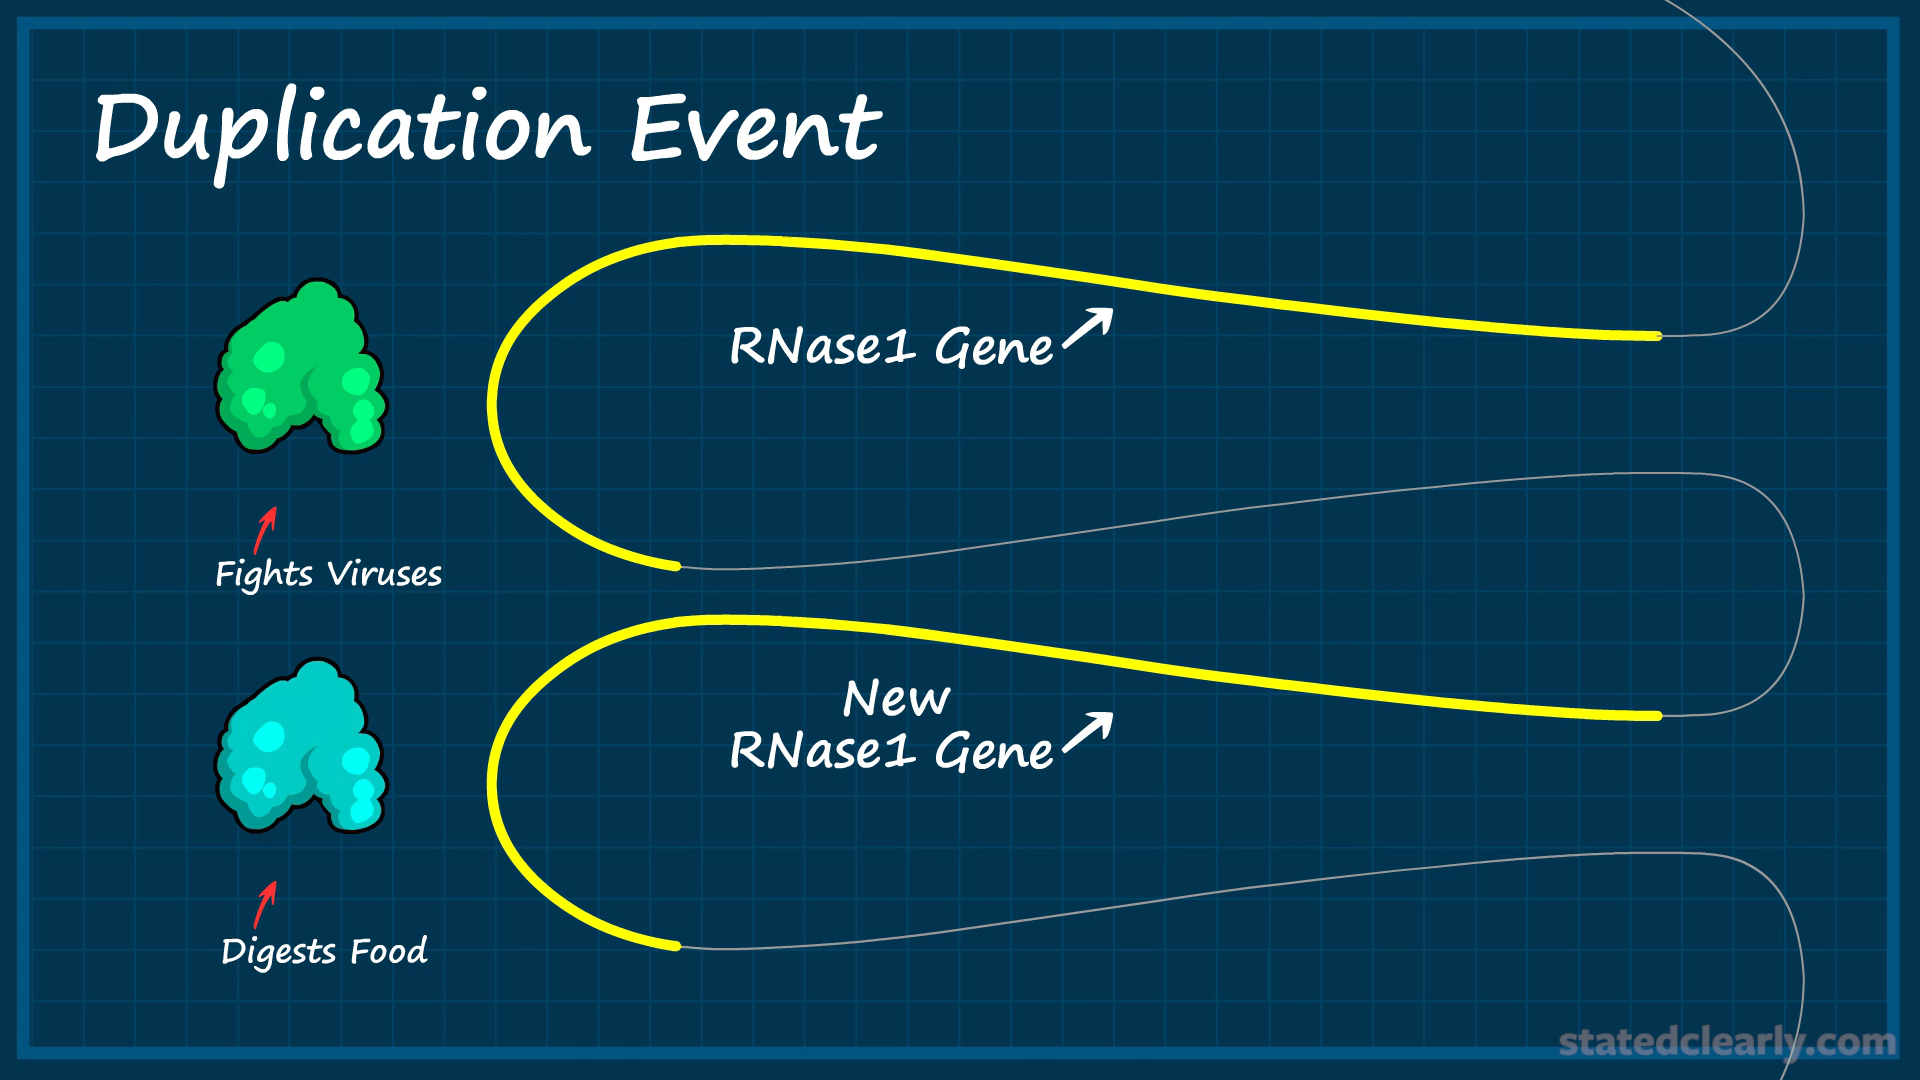 Duplication Event
RNase1 Gene
Fights Viruses
New
RNase1 Gene
Digests Food
statedclearly.com